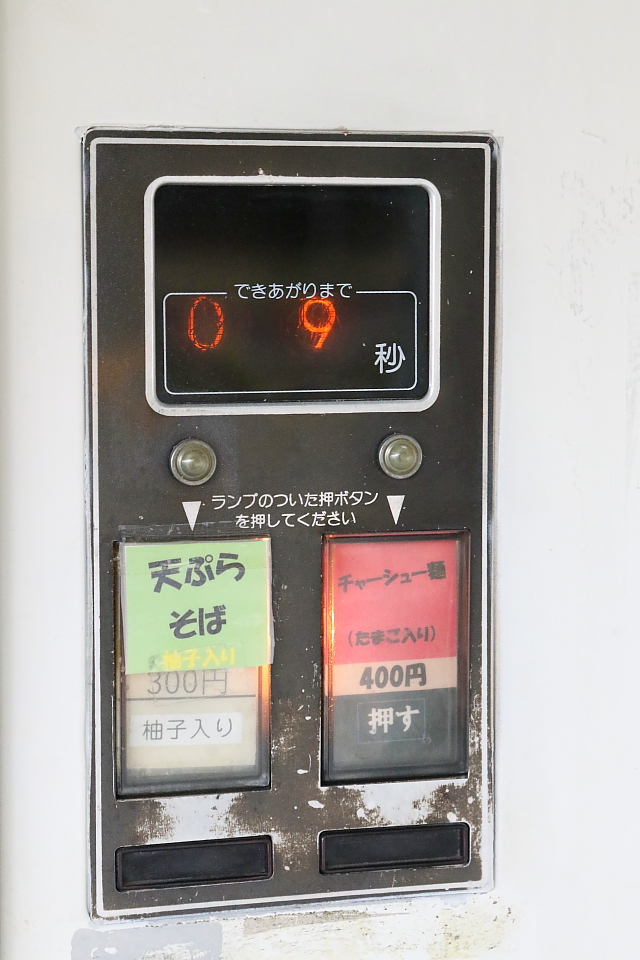 できあがりまで
0 9
秒
ランプのついた押ボタン
を押してください
天ぷら
そば
柚子入り
300円
柚子入り
チャーシュー麺
(たまご入り)
400円
押す